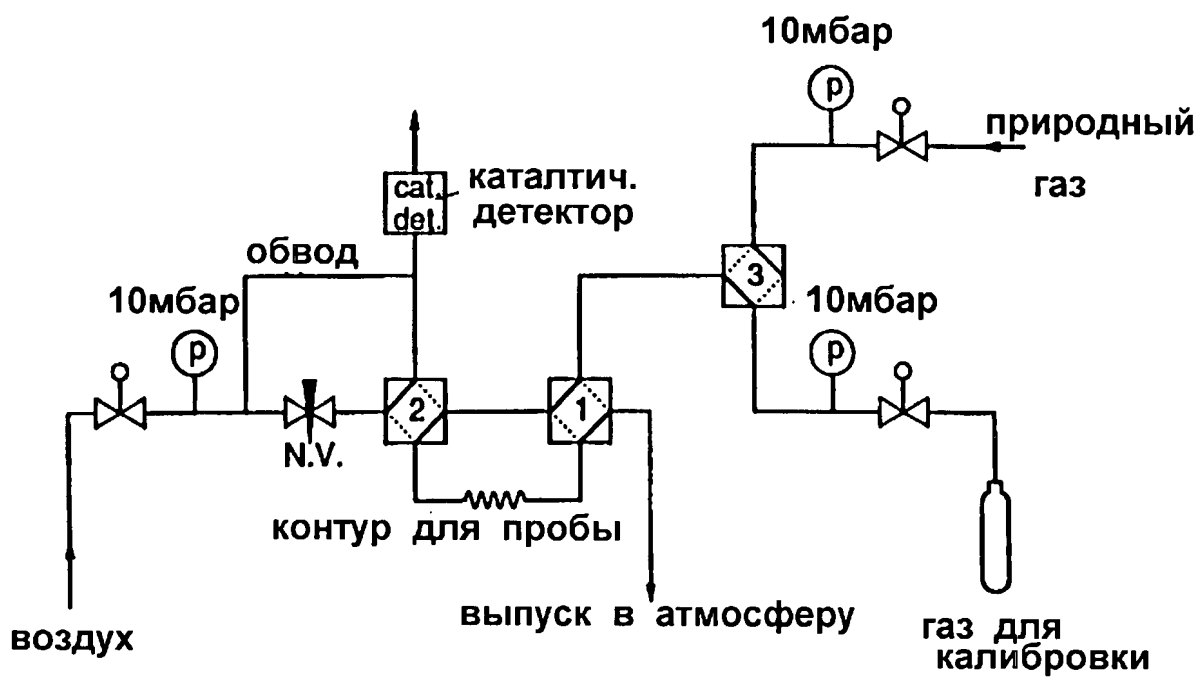 10мбар
p
природный
газ
cat.
det.
каталтич.
детектор
обвод
3
10мбар
p
10мбар
p
2
1
N.V.
контур для пробы
выпуск в атмосферу
воздух
газ для
калибровки